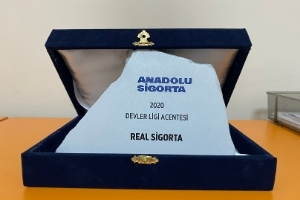 ANADOLU
SİGORTA
2020
DEVLER LİGİ ACENTESİ
REAL SİGORTA